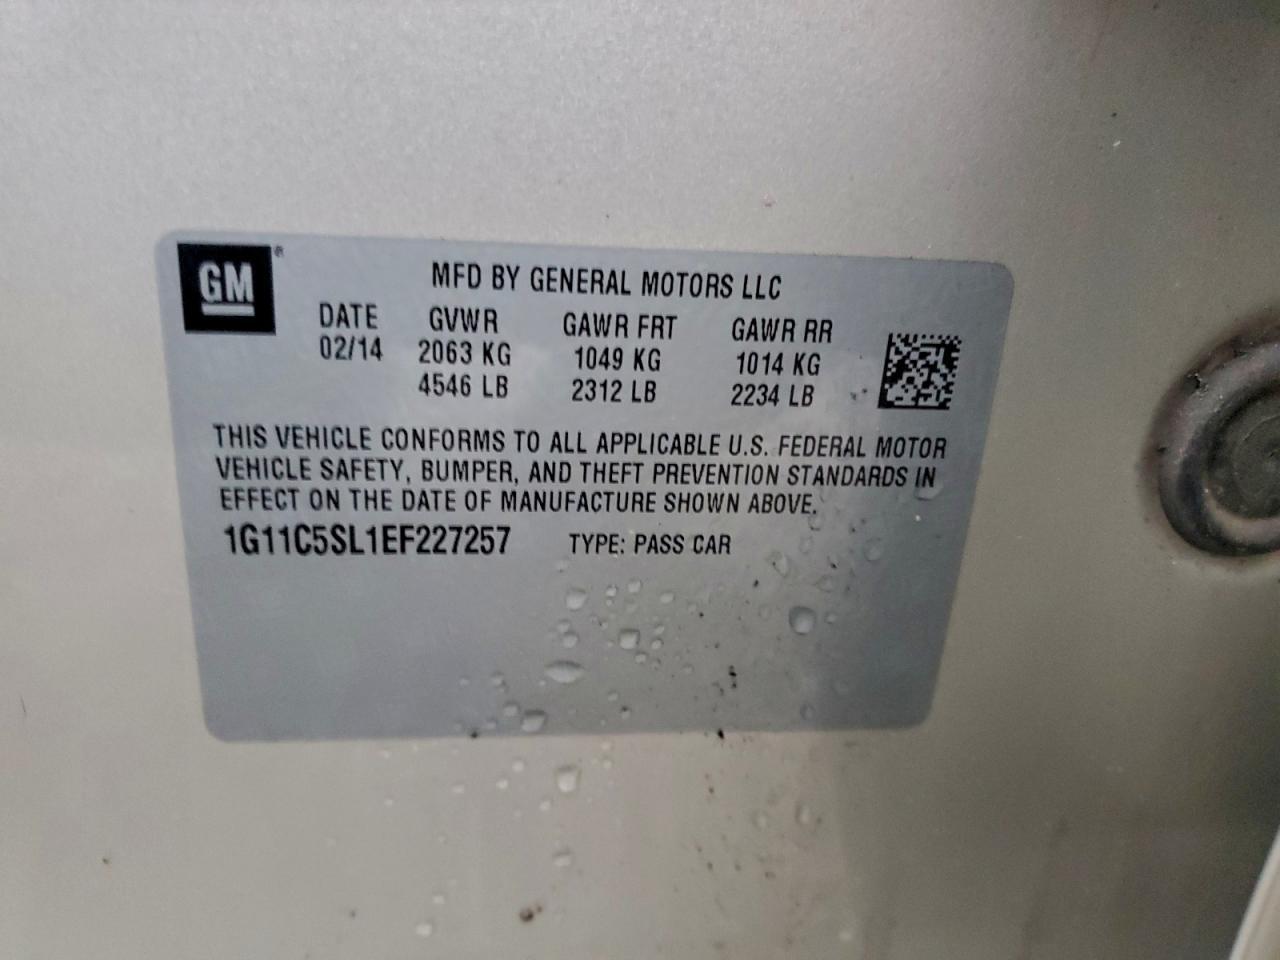 GM®
MFD BY GENERAL MOTORS LLC
DATE GVWR GAWR FRT GAWR RR
02/14 2063 KG 1049 KG 1014 KG
4546 LB 2312 LB 2234 LB
THIS VEHICLE CONFORMS TO ALL APPLICABLE U.S. FEDERAL MOTOR
VEHICLE SAFETY, BUMPER, AND THEFT PREVENTION STANDARDS IN
EFFECT ON THE DATE OF MANUFACTURE SHOWN ABOVE.
1G11C5SL1EF227257 TYPE: PASS CAR